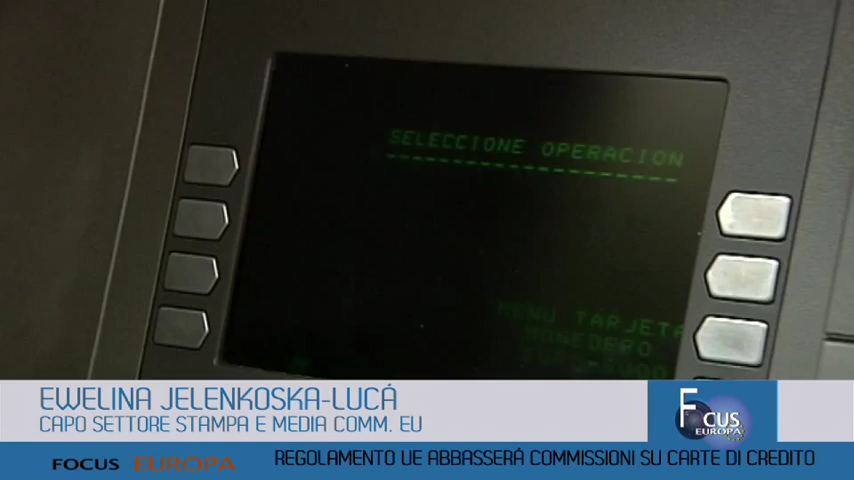 SELECCIONE OPERACION
MENU TARJETA
MONEDERO
EWELINA JELENKOSKA-LUCÁ
CAPO SETTORE STAMPA E MEDIA COMM. EU
FOCUS
EUROPA
FOCUS EUROPA
REGOLAMENTO UE ABBASSERÁ COMMISSIONI SU CARTE DI CREDITO